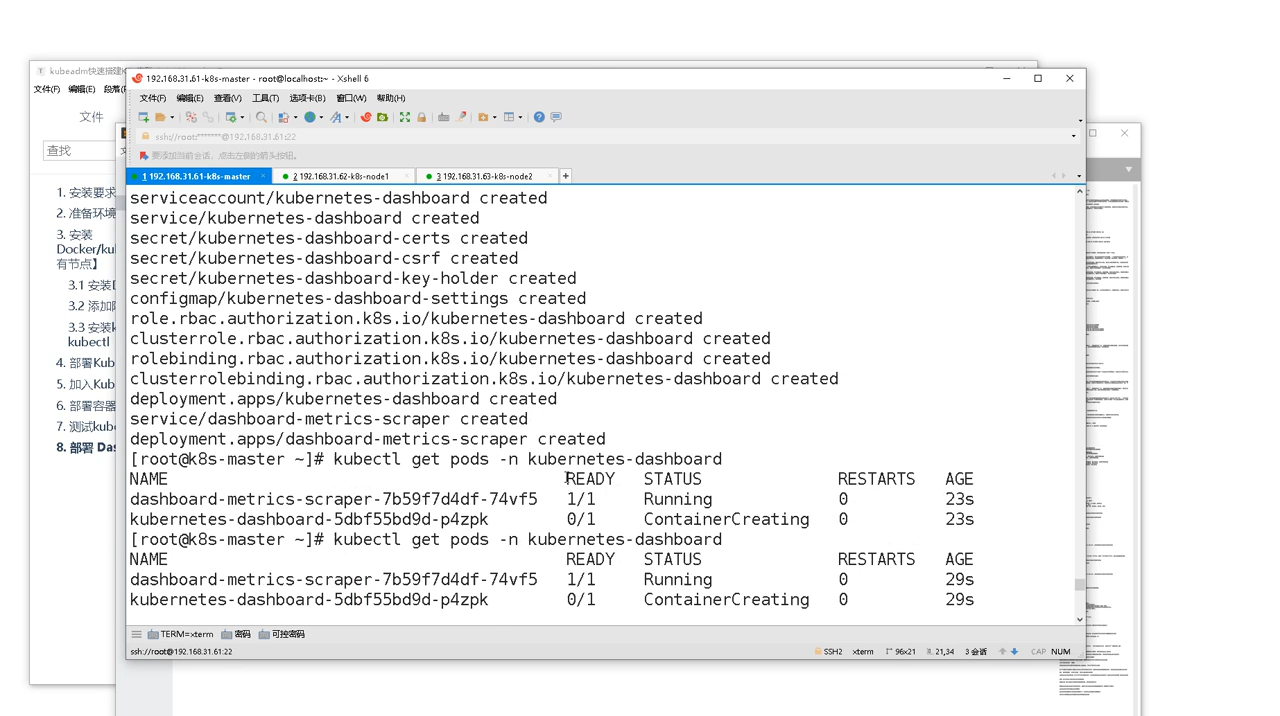 kubeadm快速搭建K
文件(F) 编辑(E) 段落(
文件
查找
1. 安装要求
2. 准备环境
3. 安装
Docker/kul
有节点】
3.1 安装D
3.2 添加阿
3.3 安装k
kubectl
4. 部署Kub
5. 加入Kub
6. 部署容器
7. 测试kube
8. 部署 Das
192.168.31.61-k8s-master - root@localhost:~ - Xshell 6
文件(F) 编辑(E) 查看(V) 工具(T) 选项卡(B) 窗口(W) 帮助(H)
ssh://root:*******@192.168.31.61:22
要添加当前会话，点击左侧的箭头按钮。
1 192.168.31.61-k8s-master × 2 192.168.31.62-k8s-node1 × 3 192.168.31.63-k8s-node2 × +
serviceaccount/kubernetes-dashboard created
service/kubernetes-dashboard created
secret/kubernetes-dashboard-certs created
secret/kubernetes-dashboard-csrf created
secret/kubernetes-dashboard-key-holder created
configmap/kubernetes-dashboard-settings created
role.rbac.authorization.k8s.io/kubernetes-dashboard created
clusterrole.rbac.authorization.k8s.io/kubernetes-dashboard created
rolebinding.rbac.authorization.k8s.io/kubernetes-dashboard created
clusterrolebinding.rbac.authorization.k8s.io/kubernetes-dashboard created
deployment.apps/kubernetes-dashboard created
service/dashboard-metrics-scraper created
deployment.apps/dashboard-metrics-scraper created
[root@k8s-master ~]# kubectl get pods -n kubernetes-dashboard
NAME READY STATUS RESTARTS AGE
dashboard-metrics-scraper-7b59f7d4df-74vf5 1/1 Running 0 23s
kubernetes-dashboard-5dbf55bd9d-p4zpk 0/1 ContainerCreating 0 23s
[root@k8s-master ~]# kubectl get pods -n kubernetes-dashboard
NAME READY STATUS RESTARTS AGE
dashboard-metrics-scraper-7b59f7d4df-74vf5 1/1 Running 0 29s
kubernetes-dashboard-5dbf55bd9d-p4zpk 0/1 ContainerCreating 0 29s
TERM=xterm 密码 可控密码
ssh://root@192.168.31.61:22 SSH2 xterm 96x21 21,34 3 会话 CAP NUM